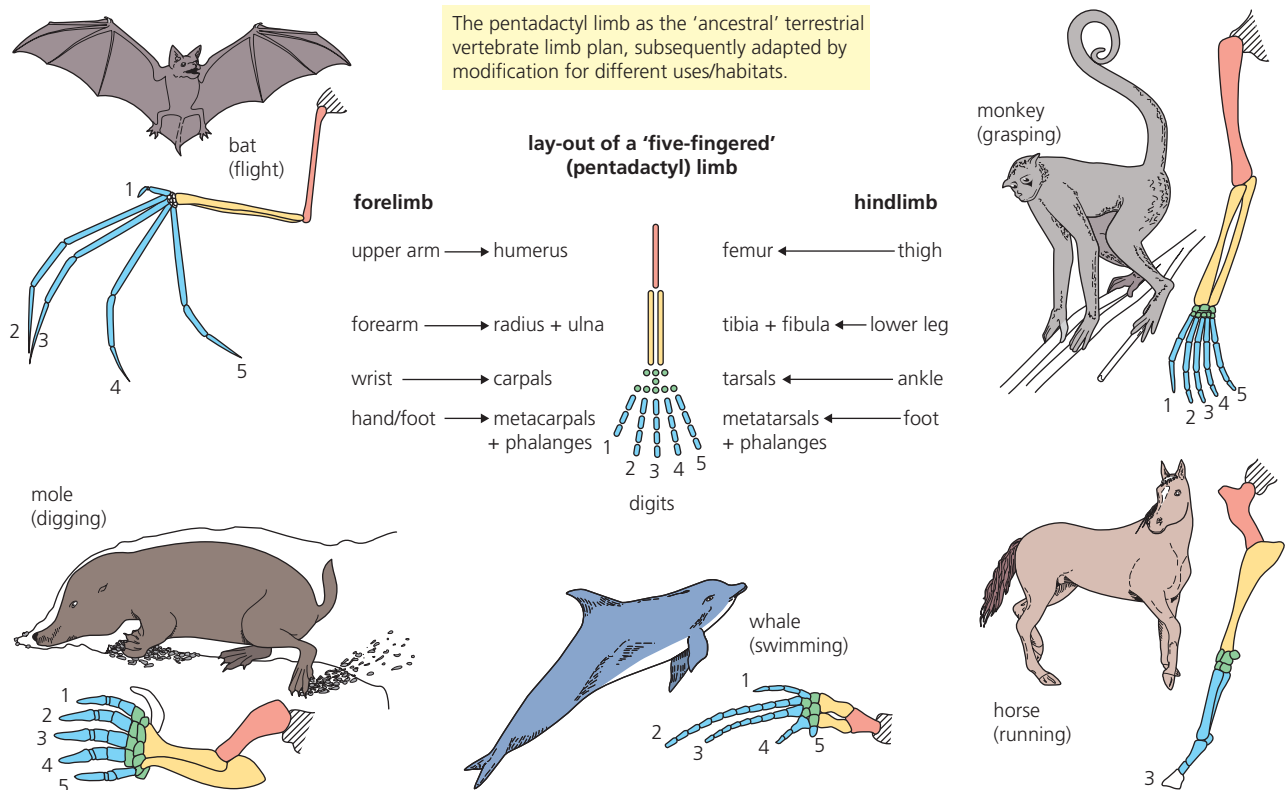 The pentadactyl limb as the ‘ancestral’ terrestrial
vertebrate limb plan, subsequently adapted by
modification for different uses/habitats.
bat
(flight)
1
2
3
4
5
lay-out of a ‘five-fingered’
(pentadactyl) limb
forelimb
hindlimb
upper arm
humerus
femur
thigh
forearm
radius + ulna
tibia + fibula
lower leg
wrist
carpals
tarsals
ankle
hand/foot
metacarpals
+ phalanges
metatarsals
+ phalanges
foot
1
2
3
4
5
digits
monkey
(grasping)
1
2
3
4
5
mole
(digging)
1
2
3
4
5
whale
(swimming)
1
2
3
4
5
horse
(running)
3